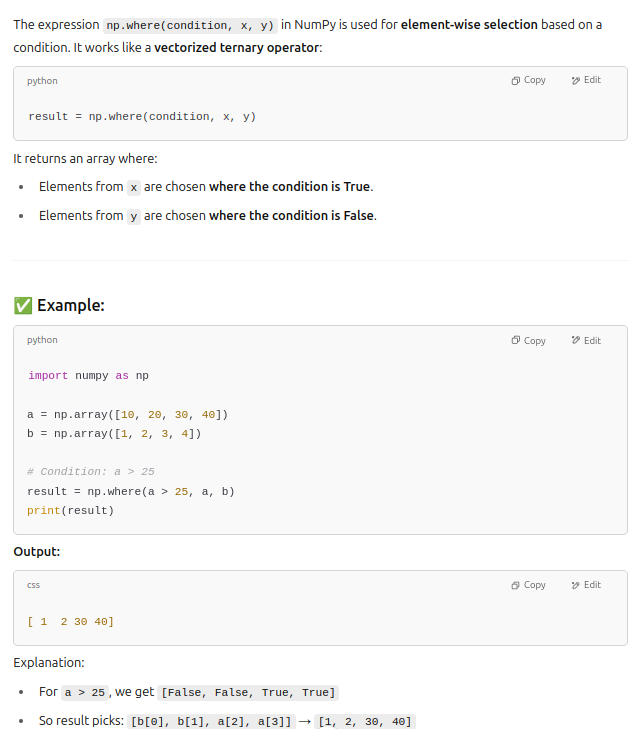 The expression np.where(condition, x, y) in NumPy is used for element-wise selection based on a
condition. It works like a vectorized ternary operator:
python Copy Edit
result = np.where(condition, x, y)
It returns an array where:
• Elements from x are chosen where the condition is True.
• Elements from y are chosen where the condition is False.
✅ Example:
python Copy Edit
import numpy as np
a = np.array([10, 20, 30, 40])
b = np.array([1, 2, 3, 4])
# Condition: a > 25
result = np.where(a > 25, a, b)
print(result)
Output:
css Copy Edit
[ 1  2 30 40]
Explanation:
• For a > 25, we get [False, False, True, True]
• So result picks: [b[0], b[1], a[2], a[3]] → [1, 2, 30, 40]